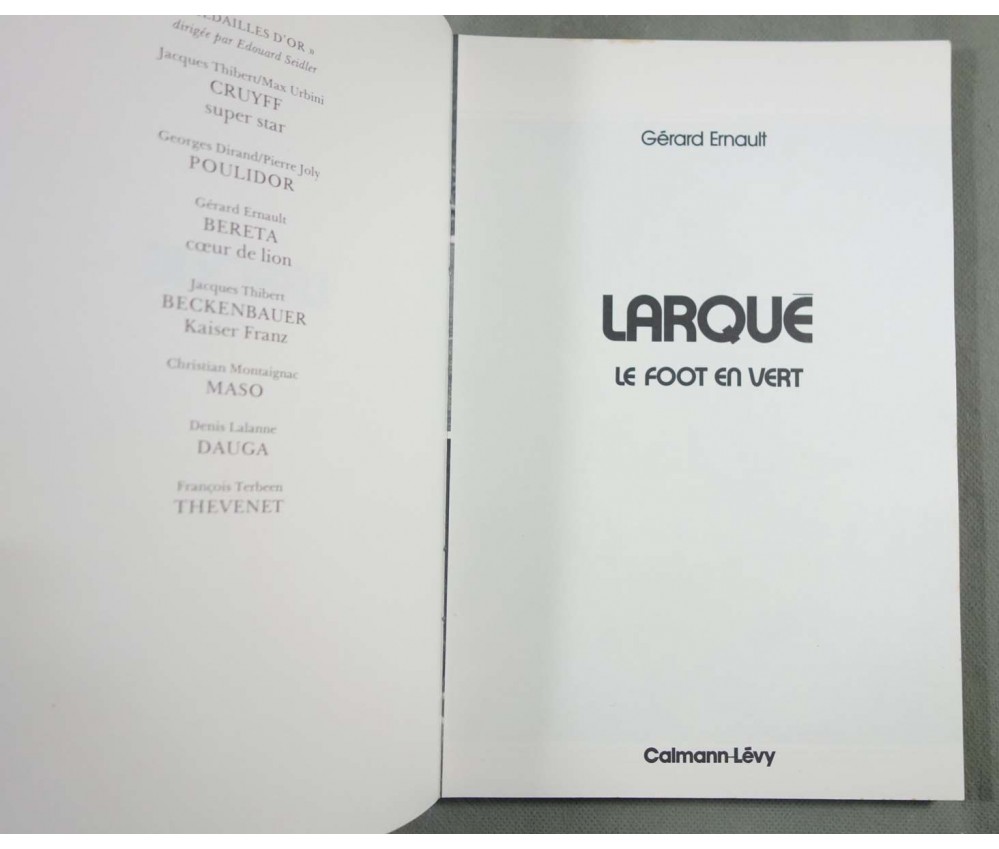 DAILLES D'OR »
dirigée par Edouard Seidler
Jacques Thibert/Max Urbini
CRUYFF
super star
Georges Dirand/Pierre Joly
POULIDOR
Gérard Ernault
BERETA
cœur de lion
Jacques Thibert
BECKENBAUER
Kaiser Franz
Christian Montaignac
MASO
Denis Lalanne
DAUGA
François Terbeen
THEVENET
Gérard Ernault
LARQUÉ
LE FOOT EN VERT
Calmann-Lévy